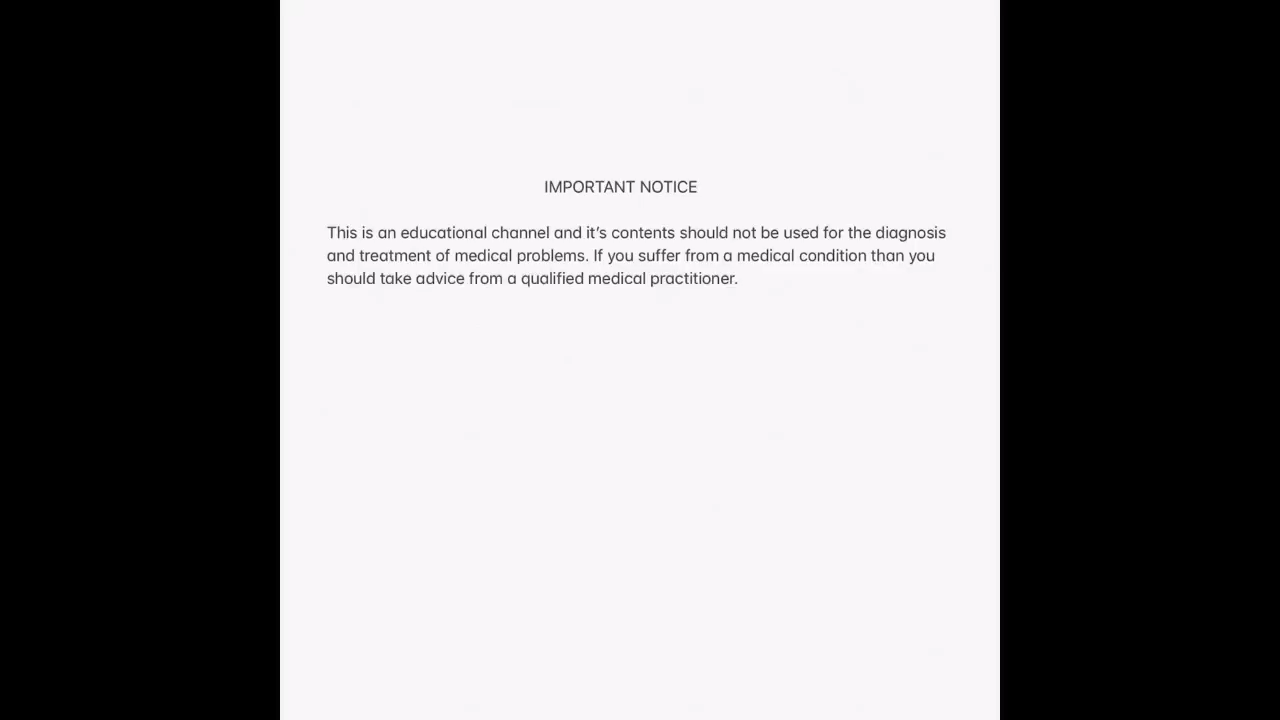 IMPORTANT NOTICE
This is an educational channel and it’s contents should not be used for the diagnosis
and treatment of medical problems. If you suffer from a medical condition than you
should take advice from a qualified medical practitioner.